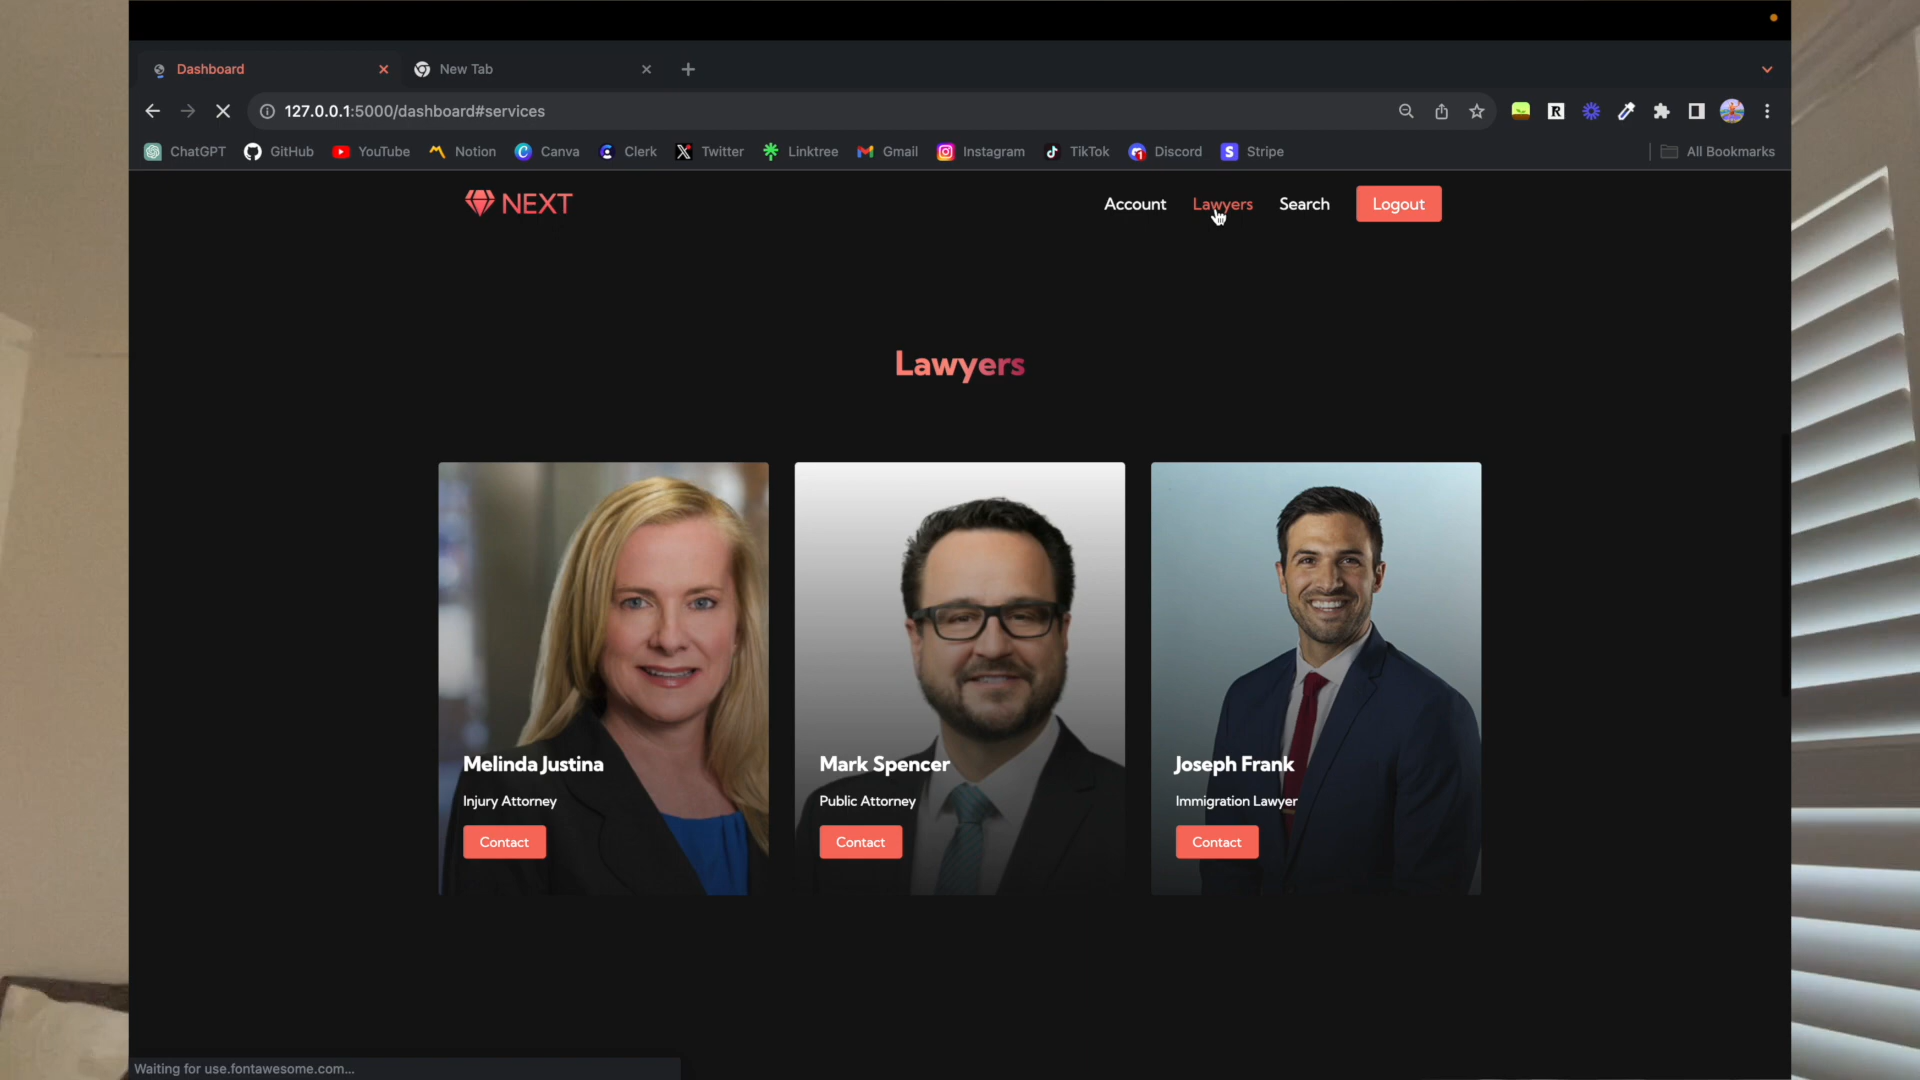 Dashboard
New Tab
127.0.0.1:5000/dashboard#services
ChatGPT
GitHub
YouTube
Notion
Canva
Clerk
Twitter
Linktree
Gmail
Instagram
TikTok
Discord
Stripe
All Bookmarks
NEXT
Account
Lawyers
Search
Logout
Lawyers
Melinda Justina
Injury Attorney
Contact
Mark Spencer
Public Attorney
Contact
Joseph Frank
Immigration Lawyer
Contact
Waiting for use.fontawesome.com...